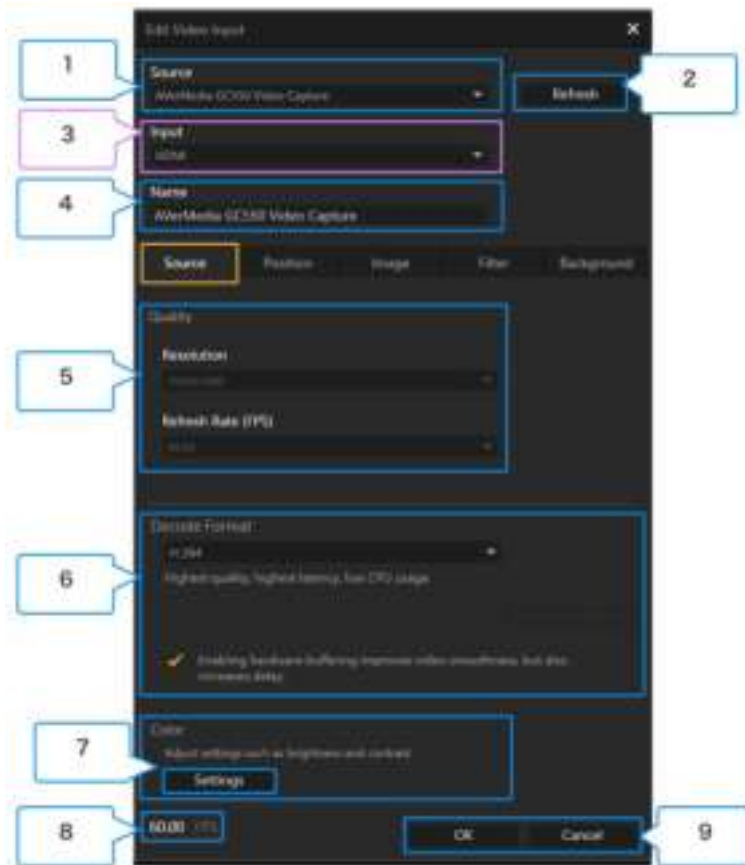 Edit Video Input
1
Source
2
AVerMedia GC550 Video Capture
Refresh
3
Input
HDMI
4
Name
AVerMedia GC550 Video Capture
Source Position Image Filter Background
Quality
5
Resolution
Refresh Rate (FPS)
Decode Format
H.264
6
Highest quality, highest latency, low CPU usage
Enabling hardware buffering improves video smoothness, but also
increases delay
7
Color
Adjust settings such as brightness and contrast
Settings
8
60.00 FPS
OK Cancel
9